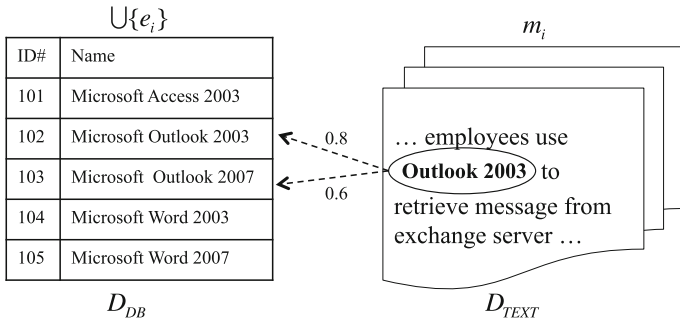 ⋃{eᵢ}
ID# Name
101 Microsoft Access 2003
102 Microsoft Outlook 2003
103 Microsoft Outlook 2007
104 Microsoft Word 2003
105 Microsoft Word 2007
D_DB
0.8
0.6
mᵢ
… employees use
Outlook 2003 to
retrieve message from
exchange server …
D_TEXT